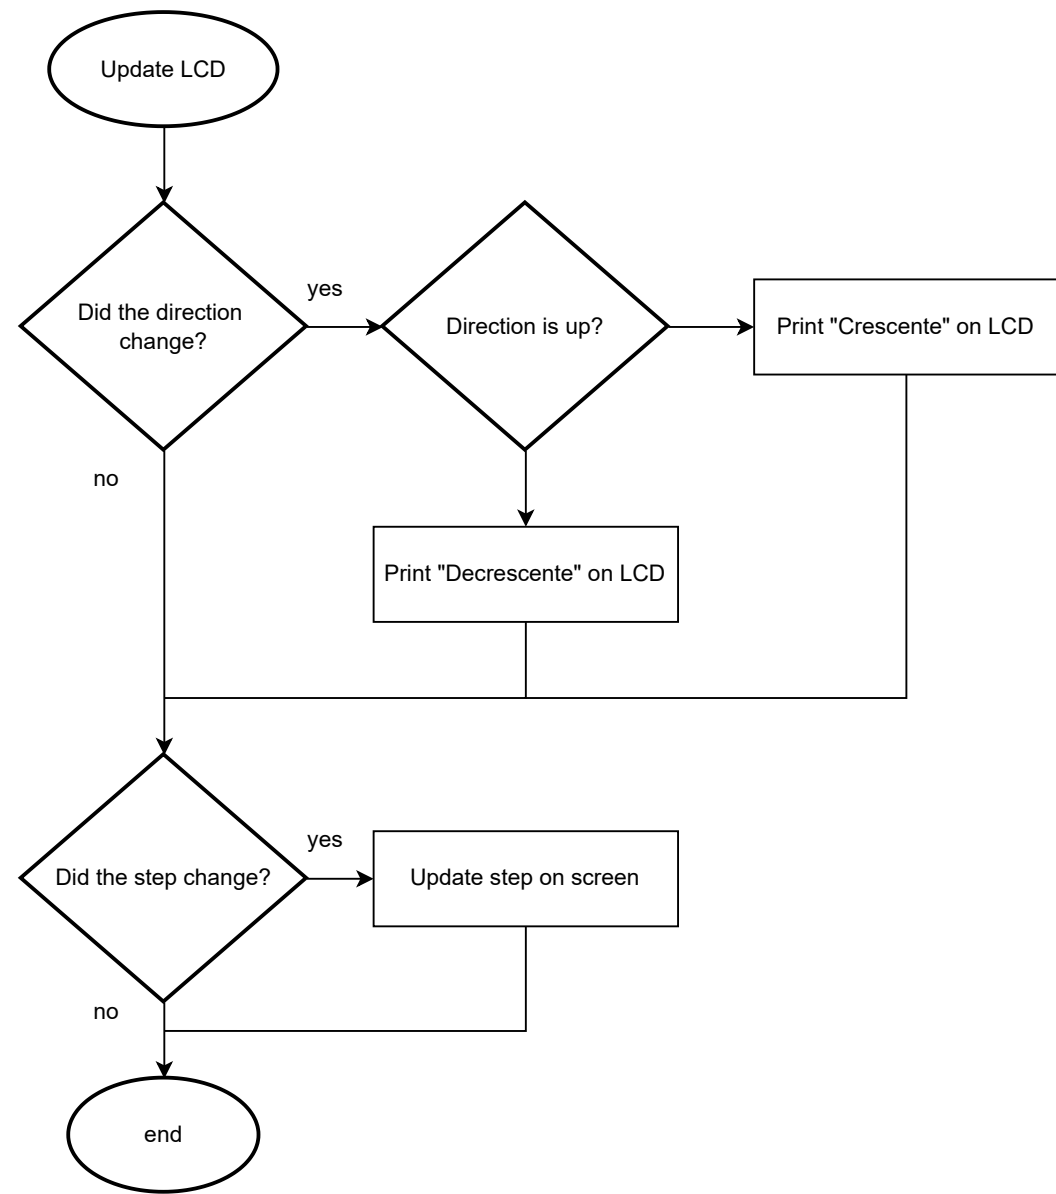 Update LCD
Did the direction
change?
yes
Direction is up?
Print "Crescente" on LCD
no
Print "Decrescente" on LCD
Did the step change?
yes
Update step on screen
no
end